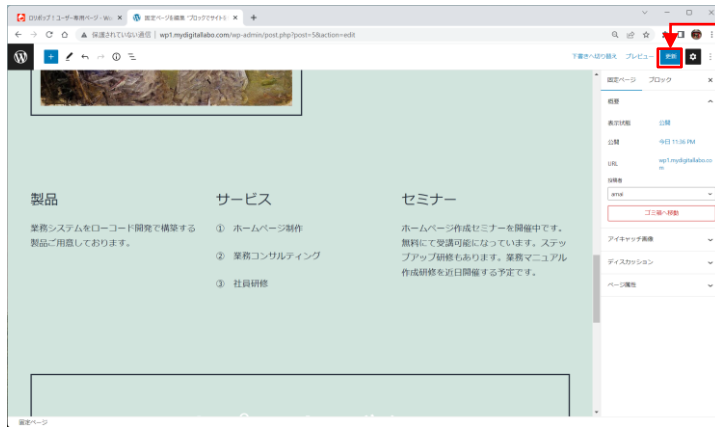 ロリポップ！ユーザー専用ページ - Wo
固定ページを編集 "ブロックでサイトを
保護されていない通信 | wp1.mydigitallabo.com/wp-admin/post.php?post=5&action=edit
下書きへ切り替え プレビュー 更新
固定ページ ブロック
概要
表示状態 公開
公開 今日 11:36 PM
URL wp1.mydigitallabo.co
m
投稿者
amai
ゴミ箱へ移動
アイキャッチ画像
ディスカッション
ページ属性
製品
業務システムをローコード開発で構築する
製品ご用意しております。
サービス
① ホームページ制作
② 業務コンサルティング
③ 社員研修
セミナー
ホームページ作成セミナーを開催中です。
無料にて受講可能になっています。ステッ
プアップ研修もあります。業務マニュアル
作成研修を近日開催する予定です。
固定ページ